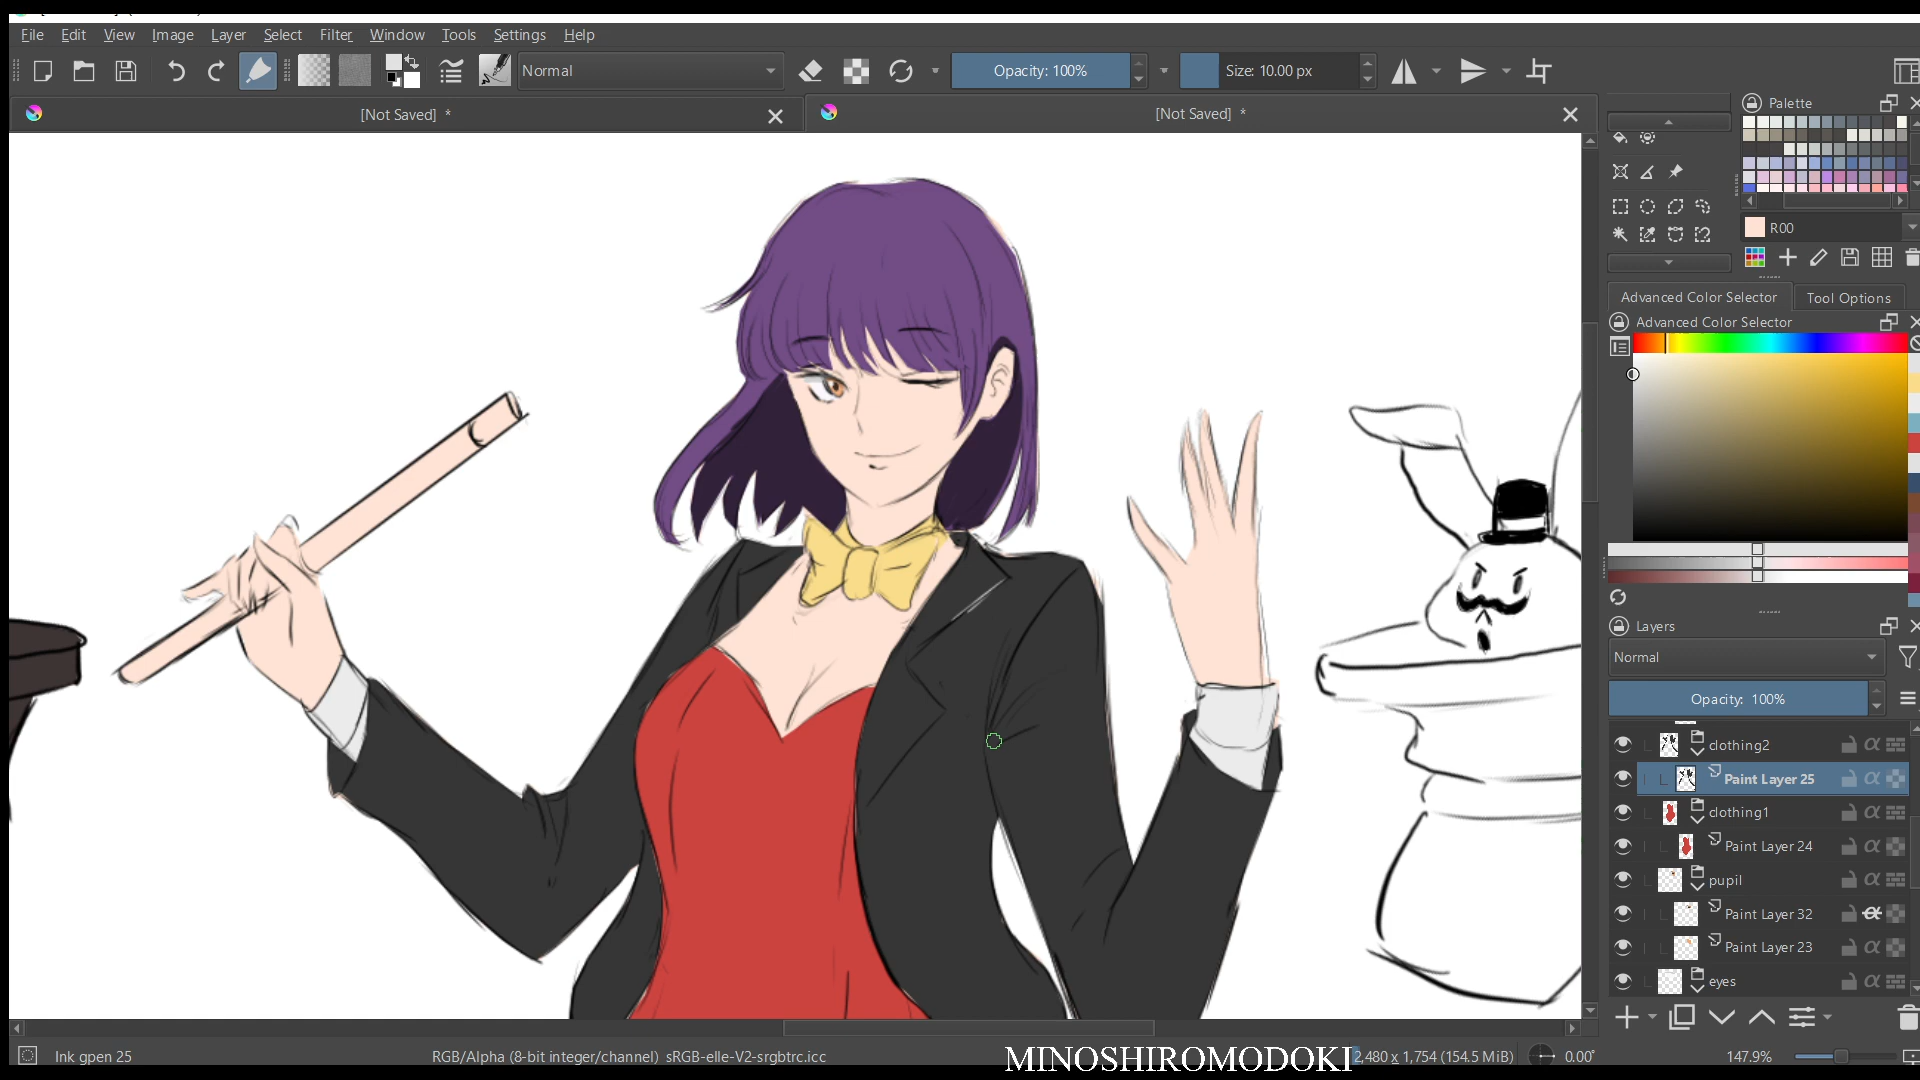 File Edit View Image Layer Select Filter Window Tools Settings Help
Normal Opacity: 100% Size: 10.00 px
[Not Saved] * [Not Saved] *
Palette
R00
Advanced Color Selector Tool Options
Advanced Color Selector
Layers
Normal
Opacity: 100%
clothing2
Paint Layer 25
clothing1
Paint Layer 24
pupil
Paint Layer 32
Paint Layer 23
eyes
Ink gpen 25 RGB/Alpha (8-bit integer/channel) sRGB-elle-V2-srgbtrc.icc MINOSHIROMODOKI 2,480 x 1,754 (154.5 MiB) 0.00° 147.9%